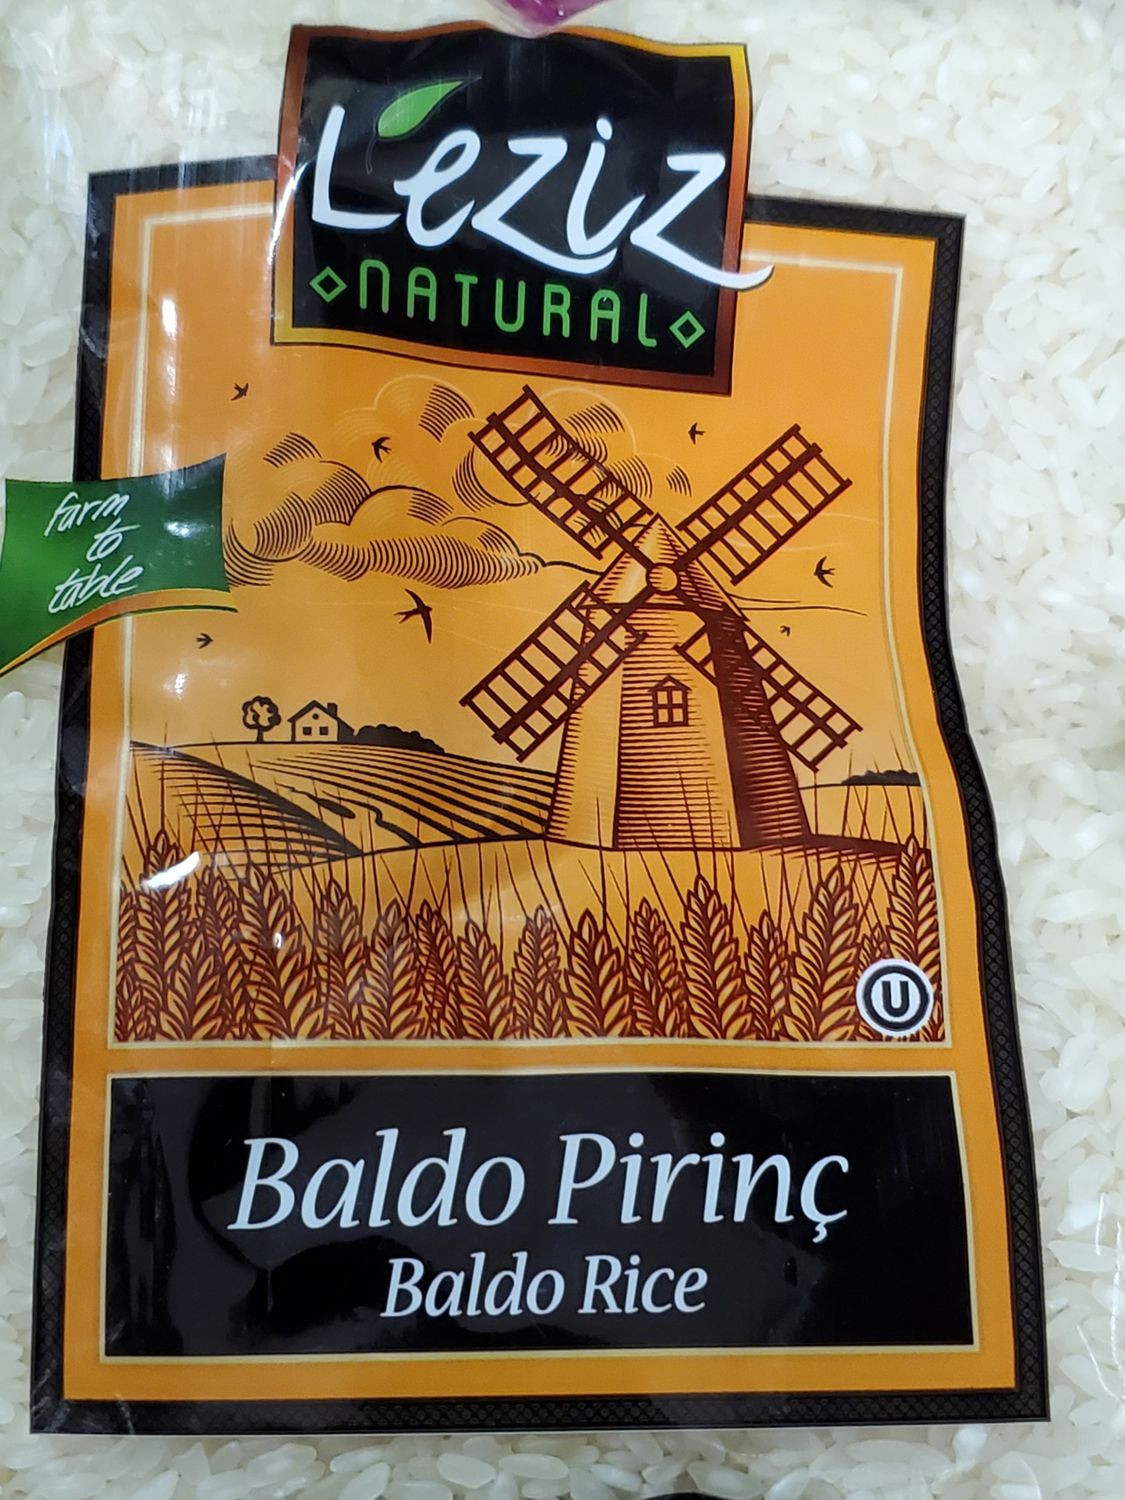 Leziz
NATURAL
farm
to
table
U
Baldo Pirinç
Baldo Rice